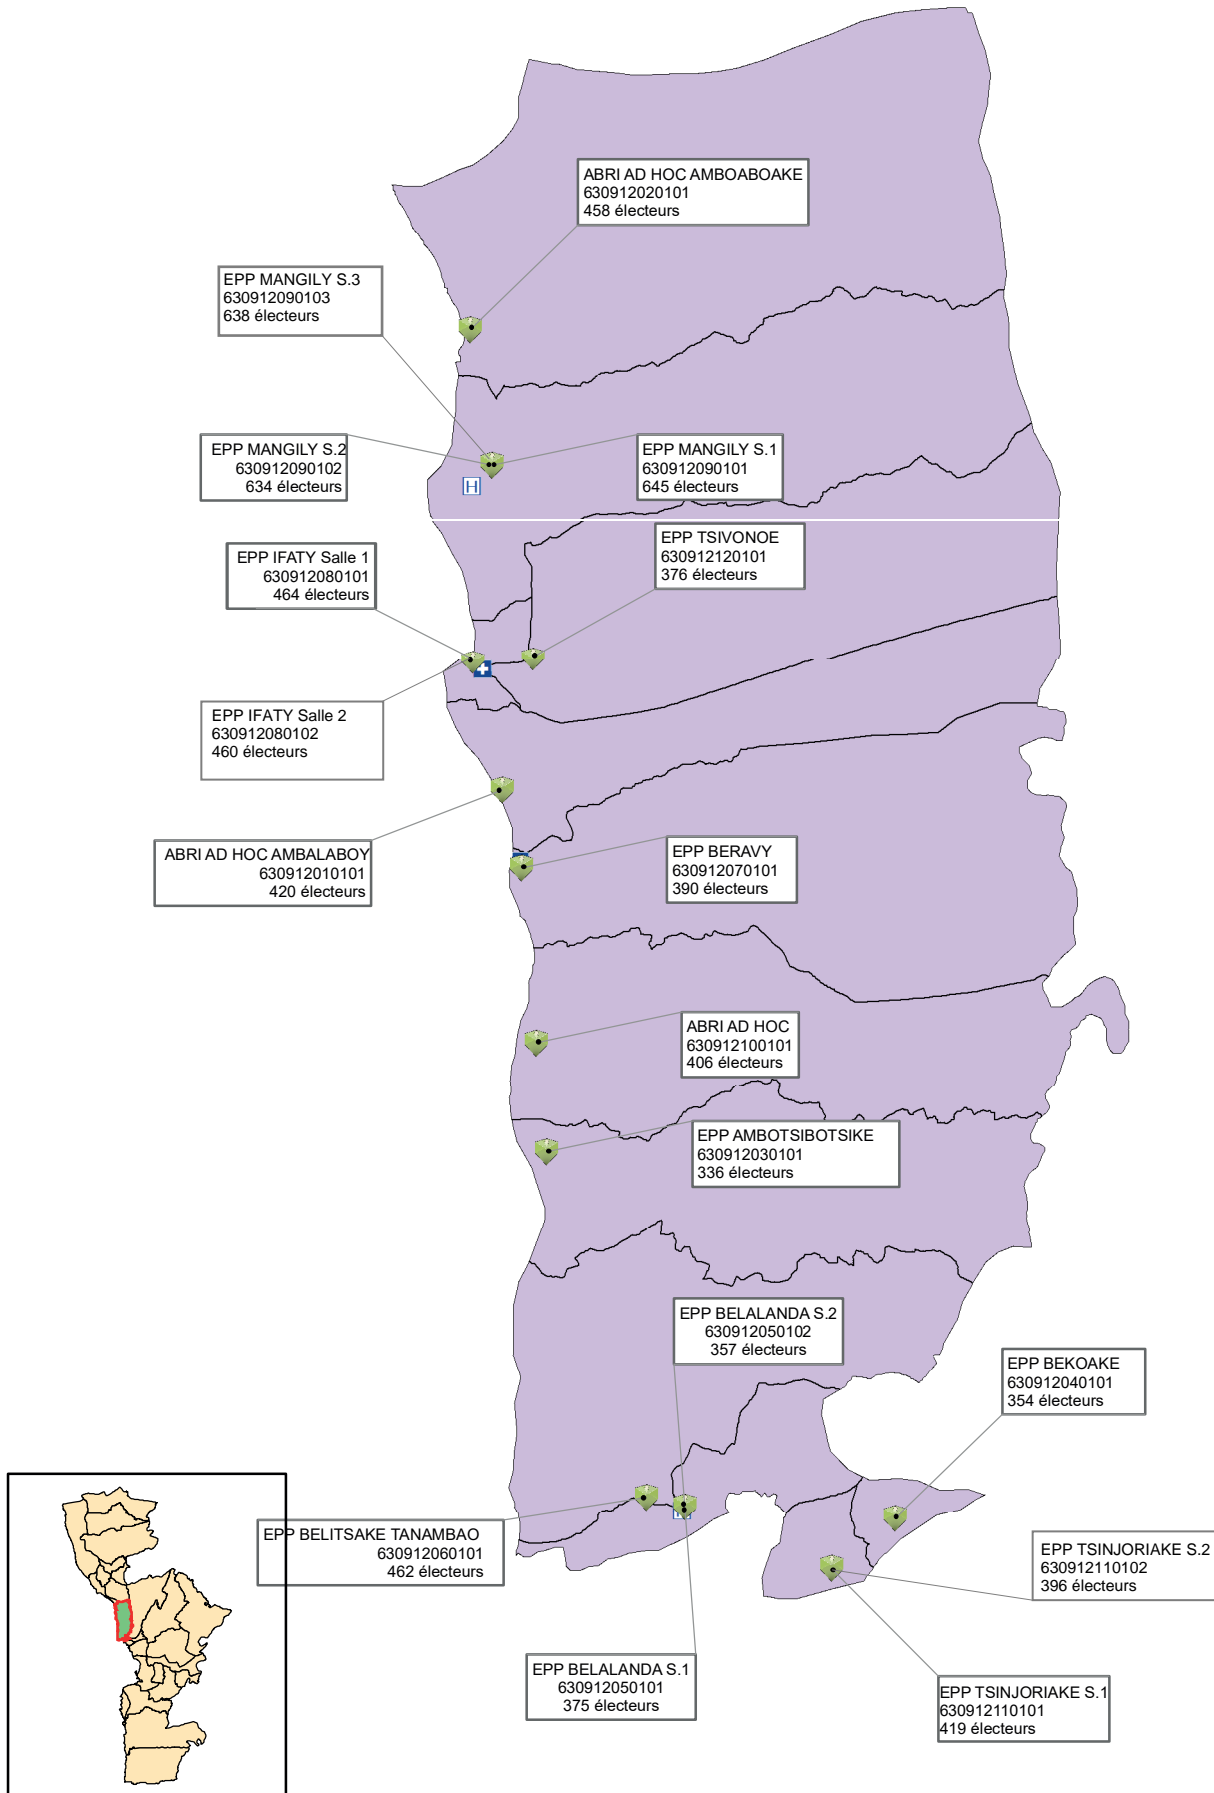 ABRI AD HOC AMBOABOAKE
630912020101
458 électeurs
EPP MANGILY S.3
630912090103
638 électeurs
EPP MANGILY S.2
630912090102
634 électeurs
EPP MANGILY S.1
630912090101
645 électeurs
H
EPP TSIVONOE
630912120101
376 électeurs
EPP IFATY Salle 1
630912080101
464 électeurs
EPP IFATY Salle 2
630912080102
460 électeurs
ABRI AD HOC AMBALABOY
630912010101
420 électeurs
EPP BERAVY
630912070101
390 électeurs
ABRI AD HOC
630912100101
406 électeurs
EPP AMBOTSIBOTSIKE
630912030101
336 électeurs
EPP BELALANDA S.2
630912050102
357 électeurs
EPP BEKOAKE
630912040101
354 électeurs
EPP BELITSAKE TANAMBAO
630912060101
462 électeurs
EPP TSINJORIAKE S.2
630912110102
396 électeurs
EPP BELALANDA S.1
630912050101
375 électeurs
EPP TSINJORIAKE S.1
630912110101
419 électeurs